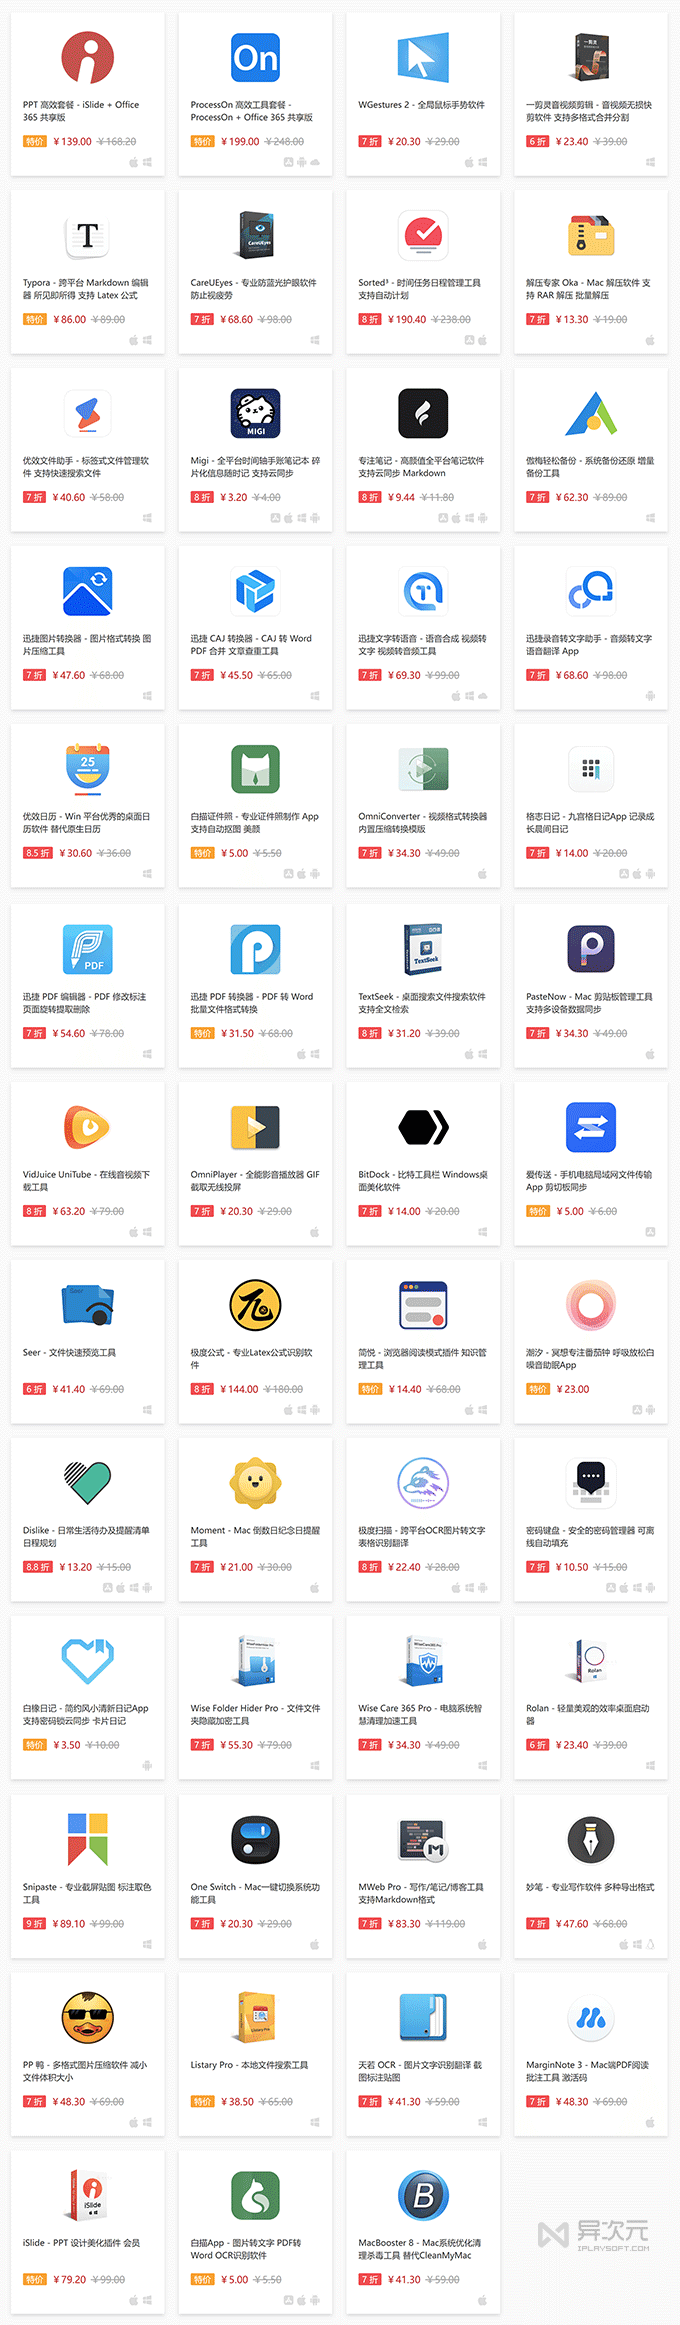 PPT 高效套餐 - iSlide + Office
365 共享版
特价 ¥ 139.00 ¥ 168.20
On
ProcessOn 高效工具套餐 -
ProcessOn + Office 365 共享版
特价 ¥ 199.00 ¥ 248.00
WGestures 2 - 全局鼠标手势软件
7 折 ¥ 20.30 ¥ 29.00
一剪灵音视频剪辑 - 音视频无损快
剪软件 支持多格式合并分割
6 折 ¥ 23.40 ¥ 39.00
T
Typora - 跨平台 Markdown 编辑
器 所见即所得 支持 Latex 公式
特价 ¥ 86.00 ¥ 89.00
CareUEyes
CareUEyes - 专业防蓝光护眼软件
防止视疲劳
7 折 ¥ 68.60 ¥ 98.00
Sorted³ - 时间任务日程管理工具
支持自动计划
8 折 ¥ 190.40 ¥ 238.00
解压专家 Oka - Mac 解压软件 支
持 RAR 解压 批量解压
7 折 ¥ 13.30 ¥ 19.00
优效文件助手 - 标签式文件管理软
件 支持快速搜索文件
7 折 ¥ 40.60 ¥ 58.00
MIGI
Migi - 全平台时间轴手账笔记本 碎
片化信息随时记 支持云同步
8 折 ¥ 3.20 ¥ 4.00
专注笔记 - 高颜值全平台笔记软件
支持云同步 Markdown
8 折 ¥ 9.44 ¥ 11.80
傲梅轻松备份 - 系统备份还原 增量
备份工具
7 折 ¥ 62.30 ¥ 89.00
迅捷图片转换器 - 图片格式转换 图
片压缩工具
7 折 ¥ 47.60 ¥ 68.00
迅捷 CAJ 转换器 - CAJ 转 Word
PDF 合并 文章查重工具
7 折 ¥ 45.50 ¥ 65.00
迅捷文字转语音 - 语音合成 视频转
文字 视频转音频工具
7 折 ¥ 69.30 ¥ 99.00
迅捷录音转文字助手 - 音频转文字
语音翻译 App
7 折 ¥ 68.60 ¥ 98.00
25
优效日历 - Win 平台优秀的桌面日
历软件 替代原生日历
8.5 折 ¥ 30.60 ¥ 36.00
白描证件照 - 专业证件照制作 App
支持自动抠图 美颜
特价 ¥ 5.00 ¥ 5.50
OmniConverter - 视频格式转换器
内置压缩转换模版
7 折 ¥ 34.30 ¥ 49.00
格志日记 - 九宫格日记App 记录成
长晨间日记
7 折 ¥ 14.00 ¥ 20.00
PDF
迅捷 PDF 编辑器 - PDF 修改标注
页面旋转提取删除
7 折 ¥ 54.60 ¥ 78.00
迅捷 PDF 转换器 - PDF 转 Word
批量文件格式转换
特价 ¥ 31.50 ¥ 68.00
TextSeek
TextSeek - 桌面搜索文件搜索软件
支持全文检索
8 折 ¥ 31.20 ¥ 39.00
PasteNow - Mac 剪贴板管理工具
支持多设备数据同步
7 折 ¥ 34.30 ¥ 49.00
VidJuice UniTube - 在线音视频下
载工具
8 折 ¥ 63.20 ¥ 79.00
OmniPlayer - 全能影音播放器 GIF
截取无线投屏
7 折 ¥ 20.30 ¥ 29.00
BitDock - 比特工具栏 Windows桌
面美化软件
7 折 ¥ 14.00 ¥ 20.00
爱传送 - 手机电脑局域网文件传输
App 剪切板同步
特价 ¥ 5.00 ¥ 6.00
Seer
Seer - 文件快速预览工具
6 折 ¥ 41.40 ¥ 69.00
极度公式 - 专业Latex公式识别软
件
8 折 ¥ 144.00 ¥ 180.00
简悦 - 浏览器阅读模式插件 知识管
理工具
特价 ¥ 14.40 ¥ 68.00
潮汐 - 冥想专注番茄钟 呼吸放松白
噪音助眠App
特价 ¥ 23.00
Dislike - 日常生活待办及提醒清单
日程规划
8.8 折 ¥ 13.20 ¥ 15.00
Moment - Mac 倒数日纪念日提醒
工具
7 折 ¥ 21.00 ¥ 30.00
极度扫描 - 跨平台OCR图片转文字
表格识别翻译
8 折 ¥ 22.40 ¥ 28.00
密码键盘 - 安全的密码管理器 可离
线自动填充
7 折 ¥ 10.50 ¥ 15.00
白橡日记 - 简约风小清新日记App
支持密码锁云同步 卡片日记
特价 ¥ 3.50 ¥ 10.00
Wise Folder Hider Pro - 文件文件
夹隐藏加密工具
7 折 ¥ 55.30 ¥ 79.00
Wise Care 365 Pro - 电脑系统智
慧清理加速工具
7 折 ¥ 34.30 ¥ 49.00
Rolan
Rolan - 轻量美观的效率桌面启动
器
6 折 ¥ 23.40 ¥ 39.00
Snipaste - 专业截屏贴图 标注取色
工具
9 折 ¥ 89.10 ¥ 99.00
One Switch - Mac一键切换系统功
能工具
7 折 ¥ 20.30 ¥ 29.00
MWeb Pro - 写作/笔记/博客工具
支持Markdown格式
7 折 ¥ 83.30 ¥ 119.00
妙笔 - 专业写作软件 多种导出格式
7 折 ¥ 47.60 ¥ 68.00
PP 鸭 - 多格式图片压缩软件 减小
文件体积大小
7 折 ¥ 48.30 ¥ 69.00
Listary Pro
Listary Pro - 本地文件搜索工具
特价 ¥ 38.50 ¥ 65.00
天若 OCR - 图片文字识别翻译 截
图标注贴图
7 折 ¥ 41.30 ¥ 59.00
MarginNote 3 - Mac端PDF阅读
批注工具 激活码
7 折 ¥ 48.30 ¥ 69.00
iSlide
iSlide - PPT 设计美化插件 会员
特价 ¥ 79.20 ¥ 99.00
白描App - 图片转文字 PDF转
Word OCR识别软件
特价 ¥ 5.00 ¥ 5.50
B
MacBooster 8 - Mac系统优化清
理杀毒工具 替代CleanMyMac
7 折 ¥ 41.30 ¥ 59.00
异次元
IPLAYSOFT.COM